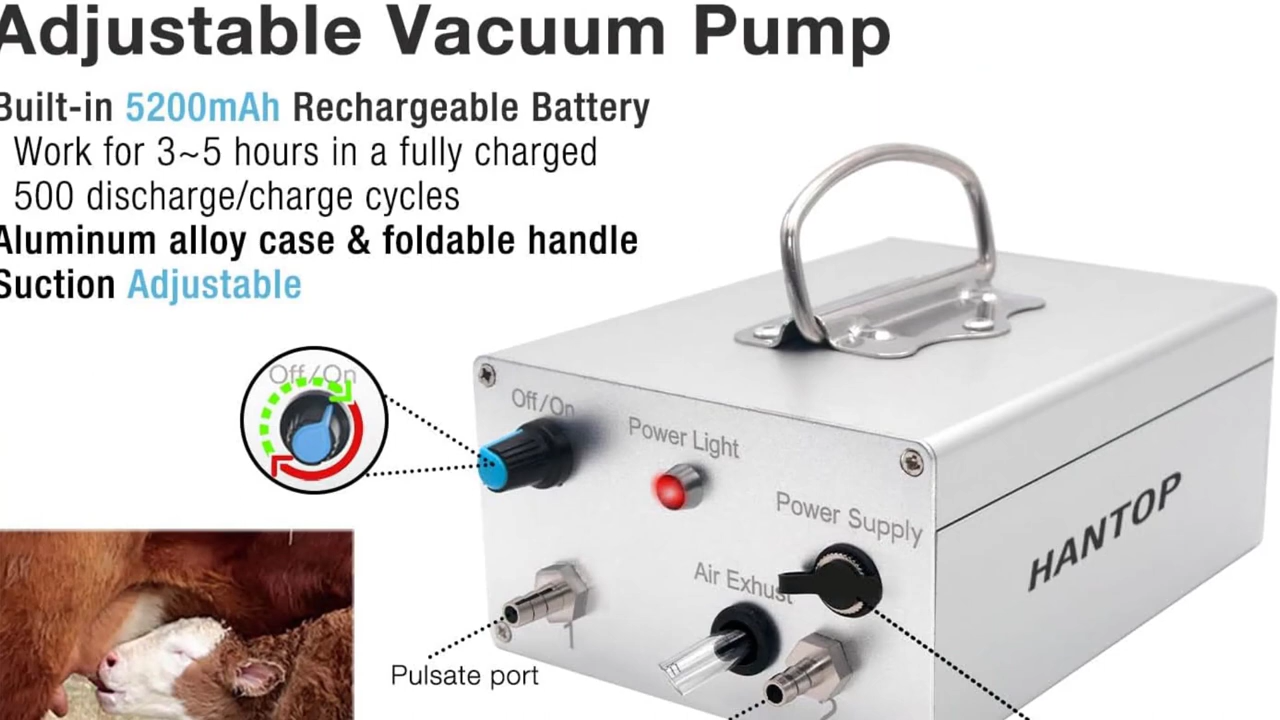 Adjustable Vacuum Pump
Built-in 5200mAh Rechargeable Battery
Work for 3~5 hours in a fully charged
500 discharge/charge cycles
Aluminum alloy case & foldable handle
Suction Adjustable
Off/On
Off/On
Power Light
Power Supply
Air Exhust
HANTOP
Pulsate port